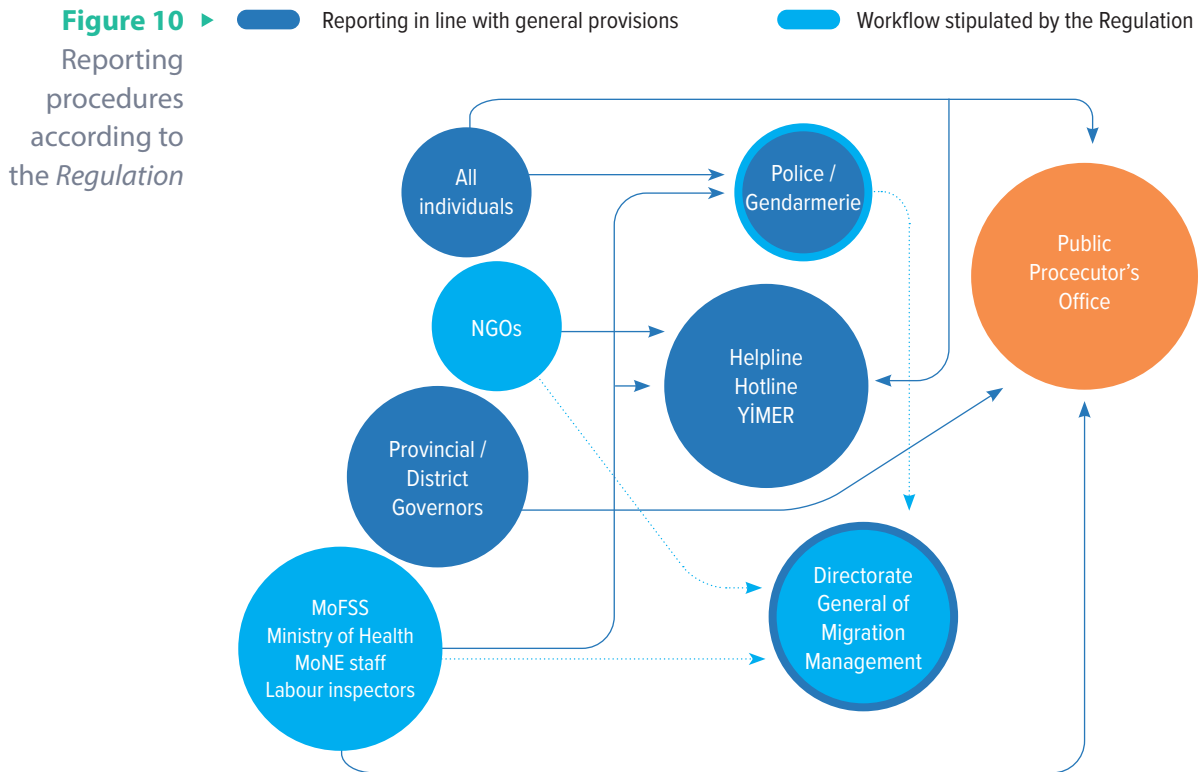 Figure 10
Reporting
procedures
according to
the Regulation
Reporting in line with general provisions
Workflow stipulated by the Regulation
All
individuals
Police /
Gendarmerie
Public
Procecutor's
Office
NGOs
Helpline
Hotline
YİMER
Provincial /
District
Governors
MoFSS
Ministry of Health
MoNE staff
Labour inspectors
Directorate
General of
Migration
Management